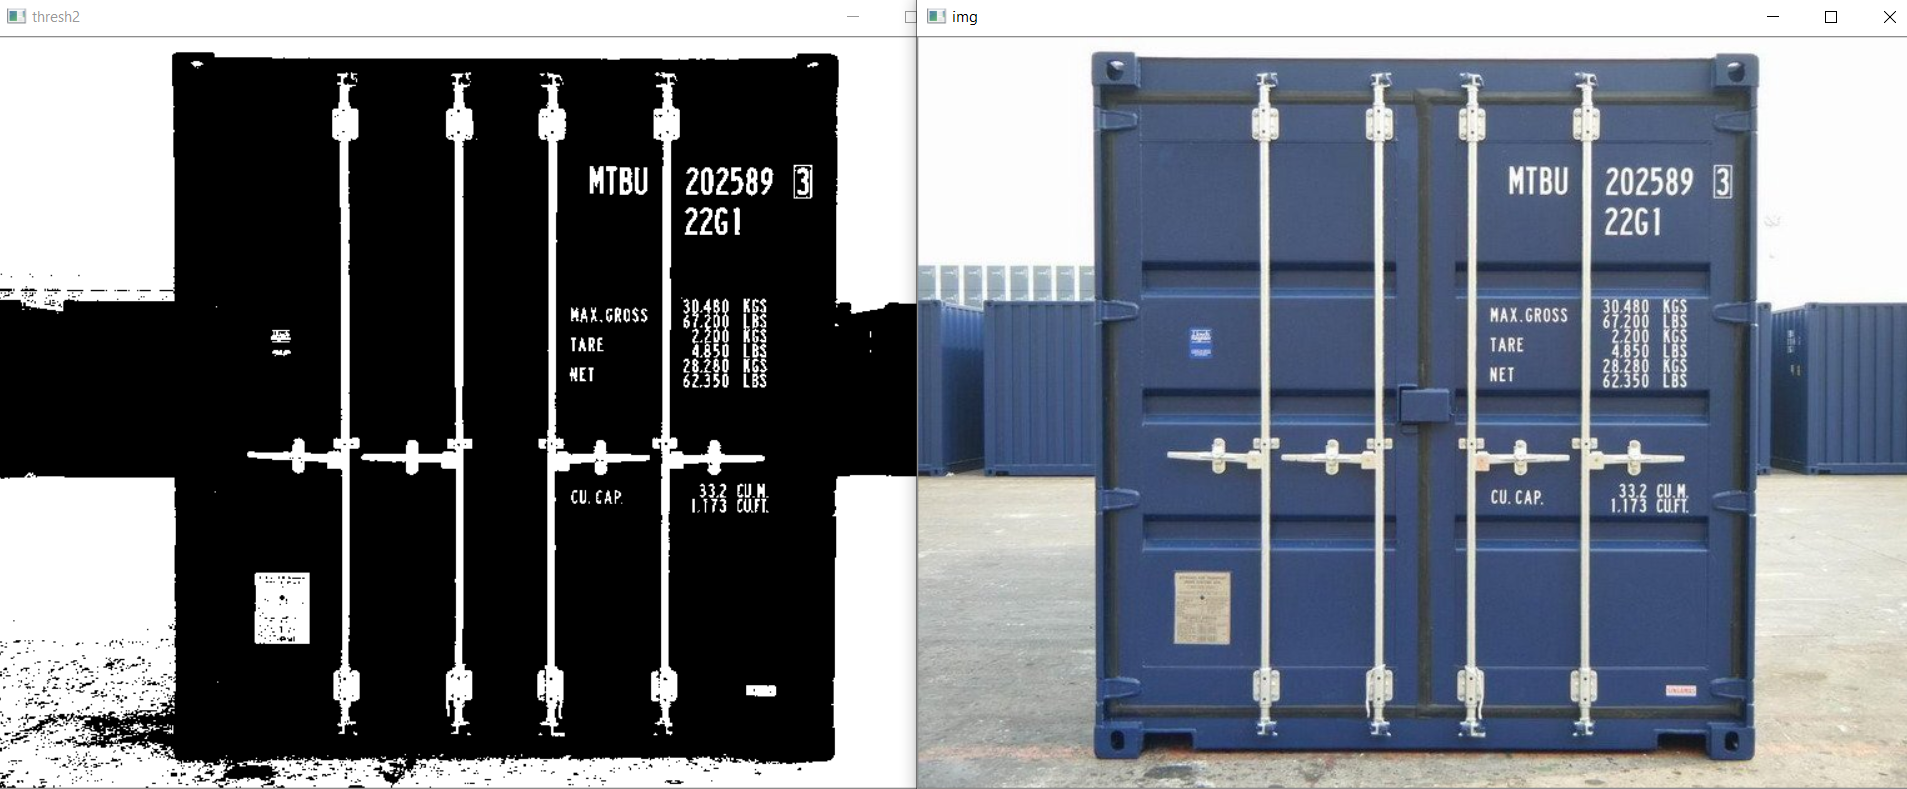 thresh2
img
MTBU 202589 3
22G1
MAX.GROSS 30.480 KGS
67.200 LBS
TARE 2.200 KGS
4.850 LBS
NET 28.280 KGS
62.350 LBS
CU. CAP. 33.2 CU.M.
1.173 CU.FT.
MTBU 202589 3
22G1
MAX.GROSS 30.480 KGS
67.200 LBS
TARE 2.200 KGS
4.850 LBS
NET 28.280 KGS
62.350 LBS
CU. CAP. 33.2 CU.M.
1.173 CU.FT.